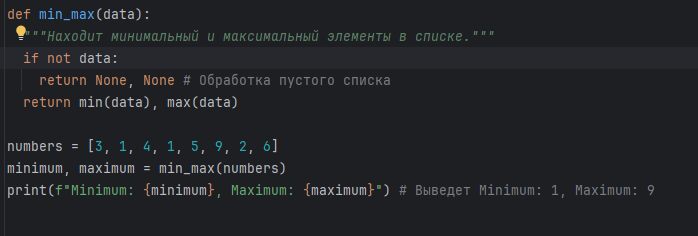 def min_max(data):
"""Находит минимальный и максимальный элементы в списке."""
if not data:
return None, None # Обработка пустого списка
return min(data), max(data)
numbers = [3, 1, 4, 1, 5, 9, 2, 6]
minimum, maximum = min_max(numbers)
print(f"Minimum: {minimum}, Maximum: {maximum}") # Выведет Minimum: 1, Maximum: 9